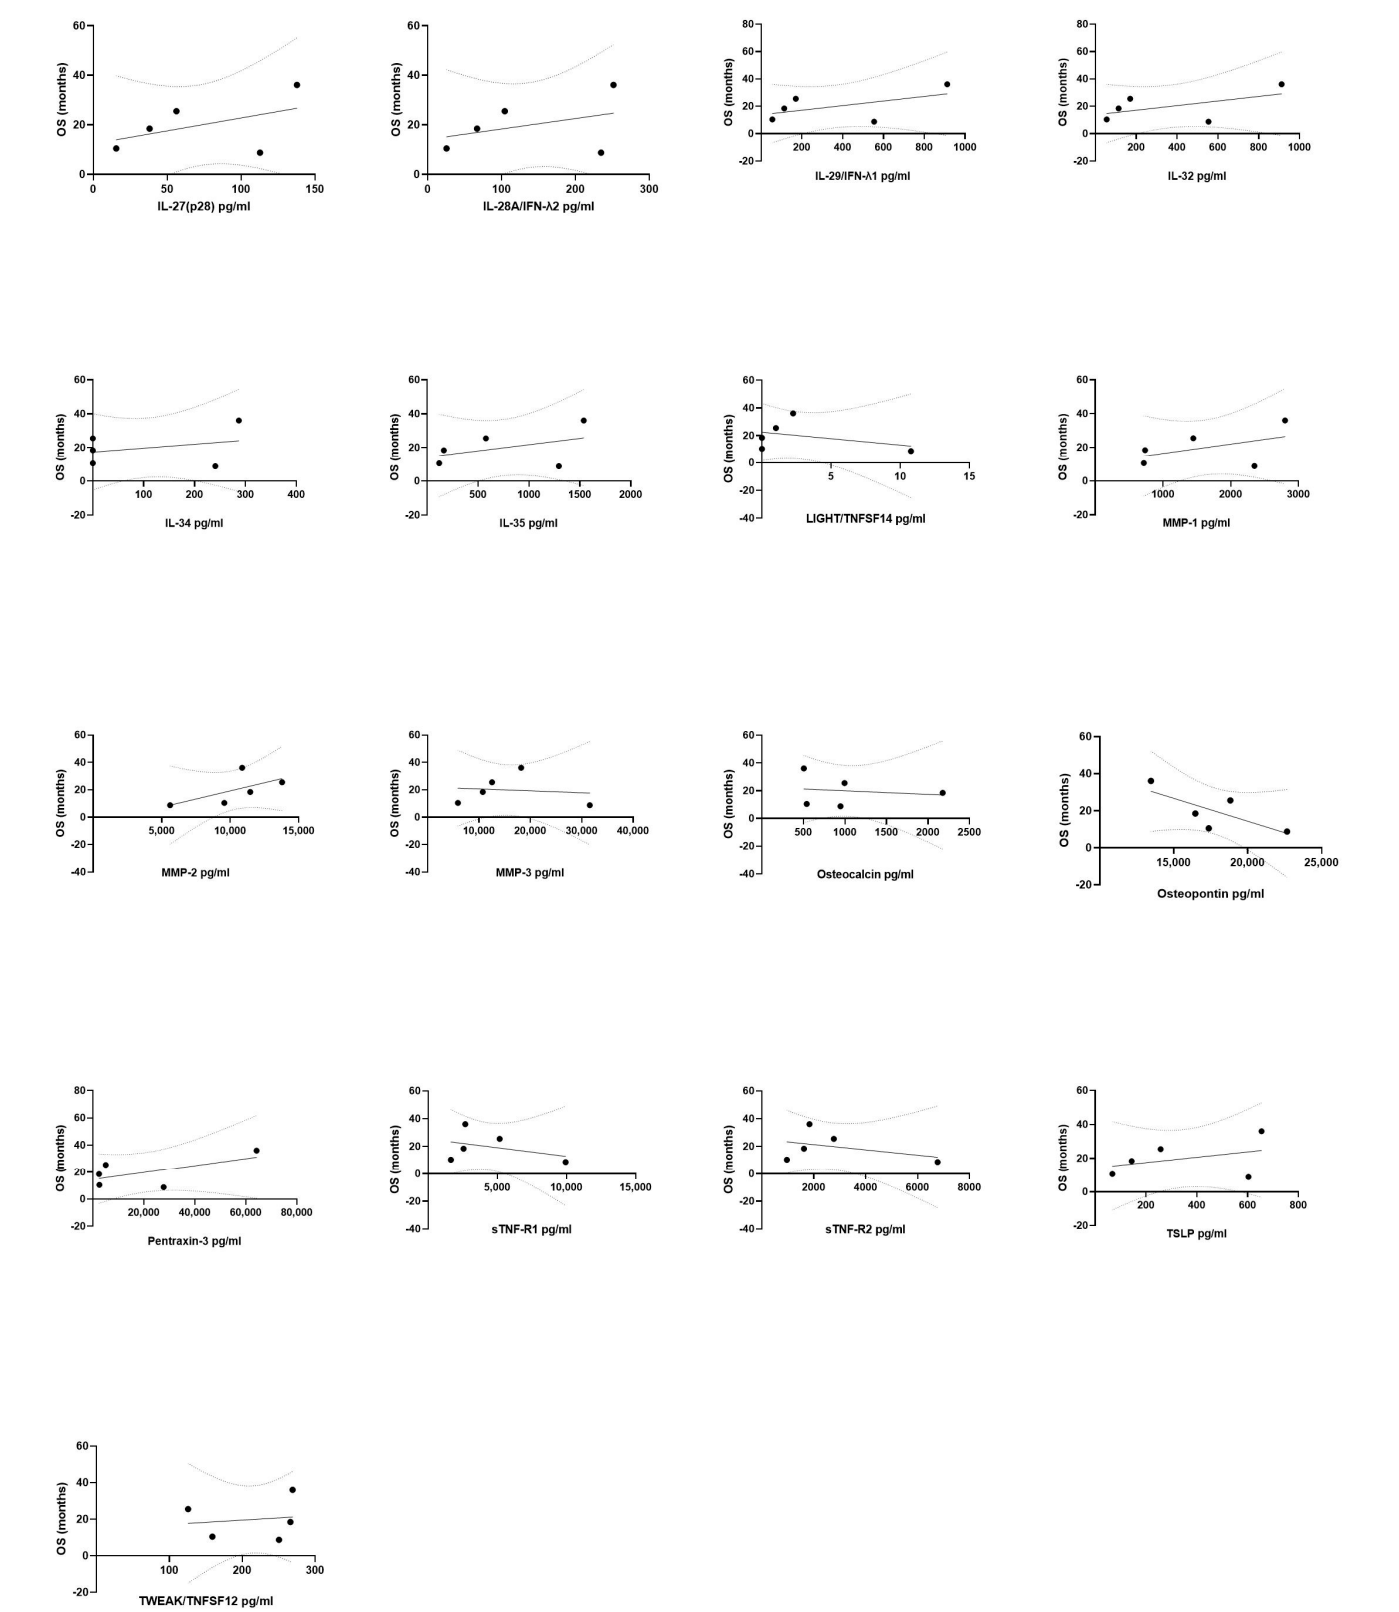 60
40
20
0
OS (months)
0 50 100 150
IL-27(p28) pg/ml
60
40
20
0
OS (months)
0 100 200 300
IL-28A/IFN-λ2 pg/ml
80
60
40
20
0
-20
OS (months)
200 400 600 800 1000
IL-29/IFN-λ1 pg/ml
80
60
40
20
0
-20
OS (months)
200 400 600 800 1000
IL-32 pg/ml
60
40
20
0
-20
OS (months)
100 200 300 400
IL-34 pg/ml
60
40
20
0
-20
OS (months)
500 1000 1500 2000
IL-35 pg/ml
60
40
20
0
-20
-40
OS (months)
5 10 15
LIGHT/TNFSF14 pg/ml
60
40
20
0
-20
OS (months)
1000 2000 3000
MMP-1 pg/ml
60
40
20
0
-20
-40
OS (months)
5,000 10,000 15,000
MMP-2 pg/ml
60
40
20
0
-20
-40
OS (months)
10,000 20,000 30,000 40,000
MMP-3 pg/ml
60
40
20
0
-20
-40
OS (months)
500 1000 1500 2000 2500
Osteocalcin pg/ml
60
40
20
0
-20
OS (months)
15,000 20,000 25,000
Osteopontin pg/ml
80
60
40
20
0
-20
OS (months)
20,000 40,000 60,000 80,000
Pentraxin-3 pg/ml
60
40
20
0
-20
-40
OS (months)
5,000 10,000 15,000
sTNF-R1 pg/ml
60
40
20
0
-20
-40
OS (months)
2000 4000 6000 8000
sTNF-R2 pg/ml
60
40
20
0
-20
OS (months)
200 400 600 800
TSLP pg/ml
60
40
20
0
-20
OS (months)
100 200 300
TWEAK/TNFSF12 pg/ml